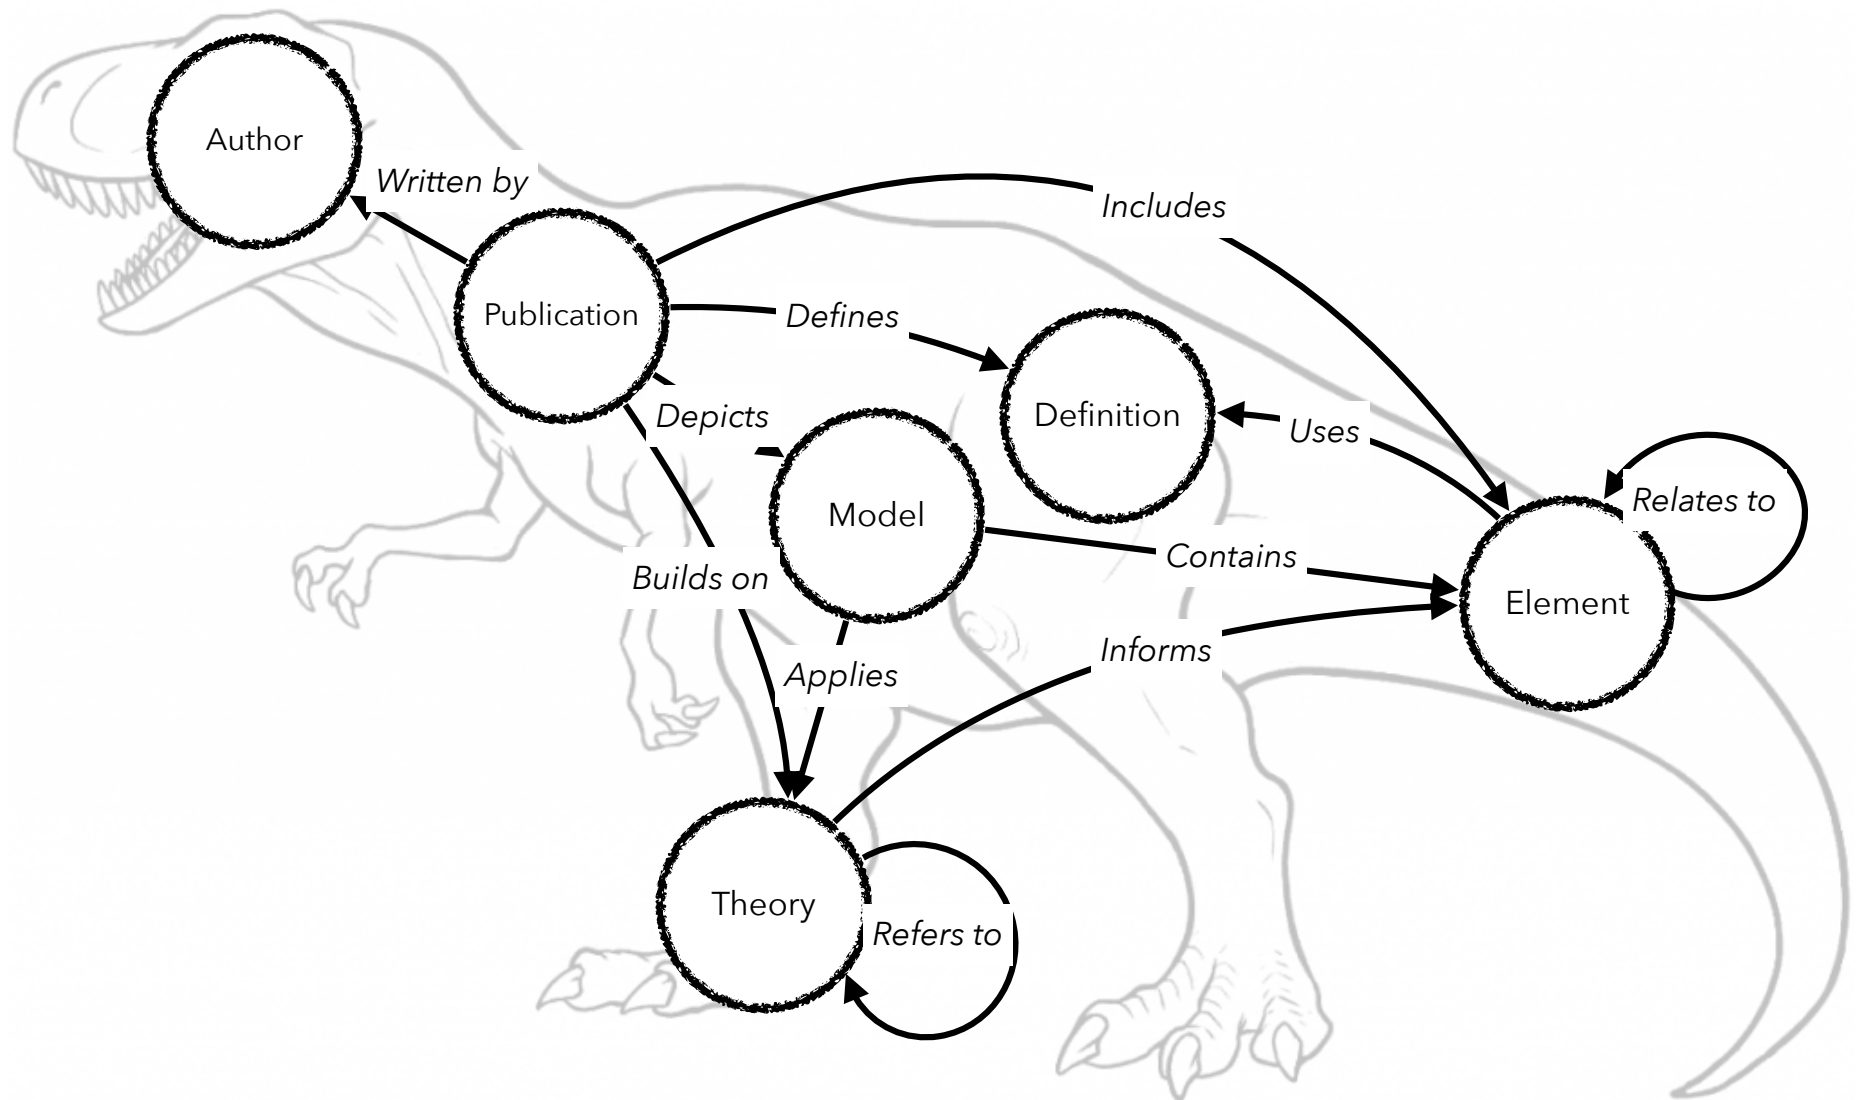 Author
Written by
Includes
Publication
Defines
Depicts
Definition
Uses
Relates to
Model
Contains
Builds on
Element
Informs
Applies
Theory
Refers to